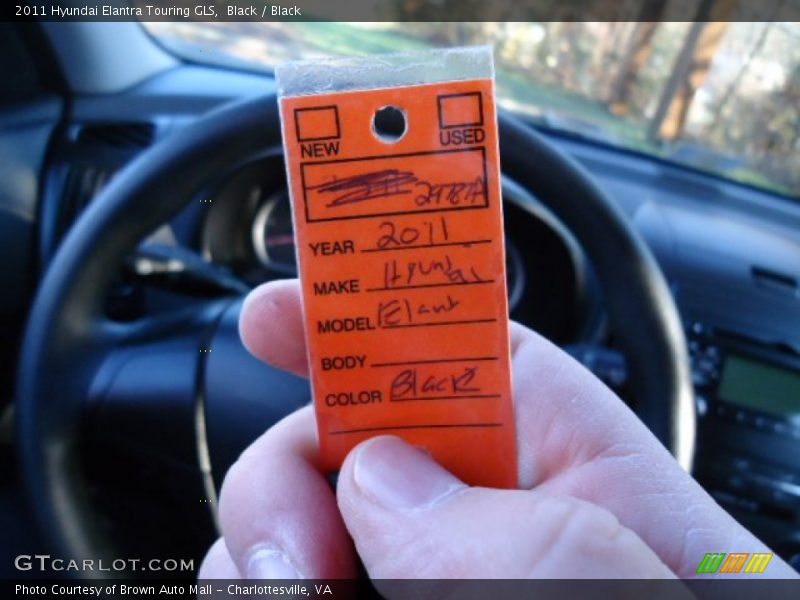 2011 Hyundai Elantra Touring GLS, Black / Black
NEW USED
2478A
YEAR 2011
MAKE Hyundai
MODEL Elant
BODY
COLOR Black
GTCARLOT.COM
Photo Courtesy of Brown Auto Mall - Charlottesville, VA